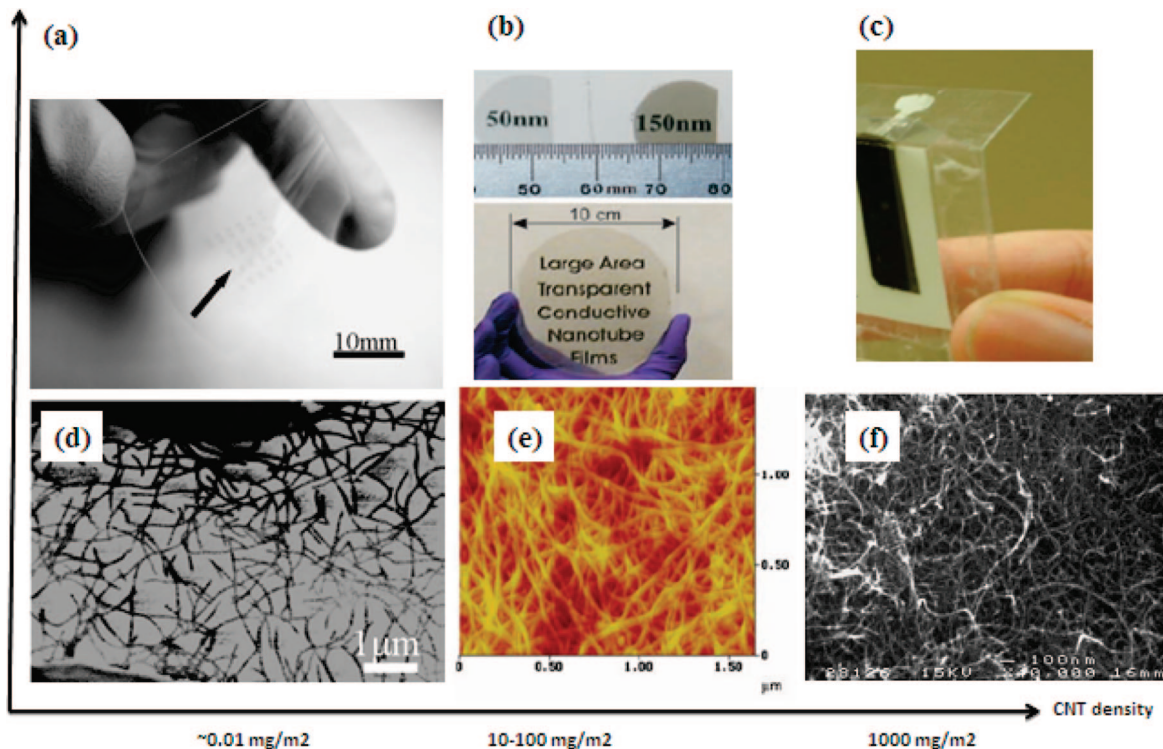 (a)
(b)
(c)
50nm
150nm
50 60 mm 70 80
10mm
10 cm
Large Area
Transparent
Conductive
Nanotube
Films
(d)
(e)
(f)
1.00
0.50
0
1μm
0 0.50 1.00 1.50
μm
100nm
15KV 16mm
CNT density
~0.01 mg/m2
10-100 mg/m2
1000 mg/m2